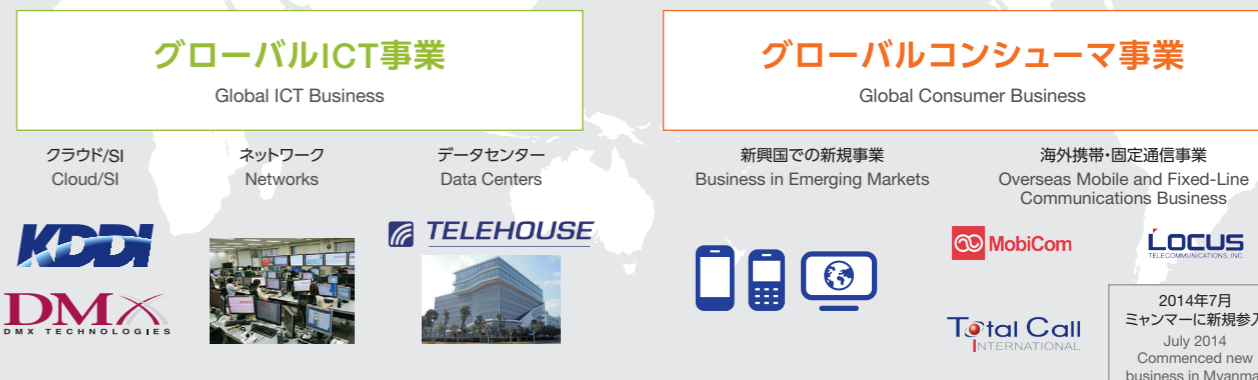 グローバルICT事業
Global ICT Business
クラウド/SI
Cloud/SI
ネットワーク
Networks
データセンター
Data Centers
KDDI
DMX
DMX TECHNOLOGIES
TELEHOUSE
グローバルコンシューマ事業
Global Consumer Business
新興国での新規事業
Business in Emerging Markets
海外携帯・固定通信事業
Overseas Mobile and Fixed-Line
Communications Business
MobiCom
LOCUS
TELECOMMUNICATIONS, INC.
Total Call
INTERNATIONAL
2014年7月
ミャンマーに新規参入
July 2014
Commenced new
business in Myanma